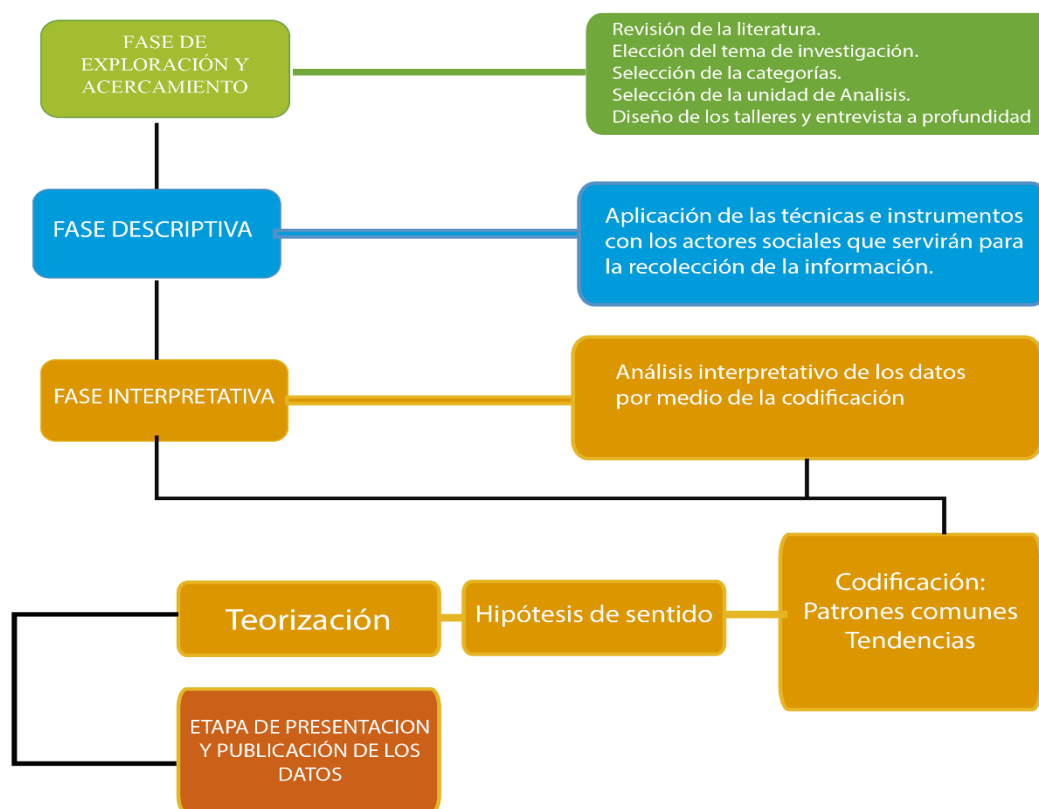 FASE DE
EXPLORACIÓN Y
ACERCAMIENTO
Revisión de la literatura.
Elección del tema de investigación.
Selección de la categorías.
Selección de la unidad de Analisis.
Diseño de los talleres y entrevista a profundidad
FASE DESCRIPTIVA
Aplicación de las técnicas e instrumentos
con los actores sociales que servirán para
la recolección de la información.
FASE INTERPRETATIVA
Análisis interpretativo de los datos
por medio de la codificación
Codificación:
Patrones comunes
Tendencias
Hipótesis de sentido
Teorización
ETAPA DE PRESENTACION
Y PUBLICACIÓN DE LOS
DATOS